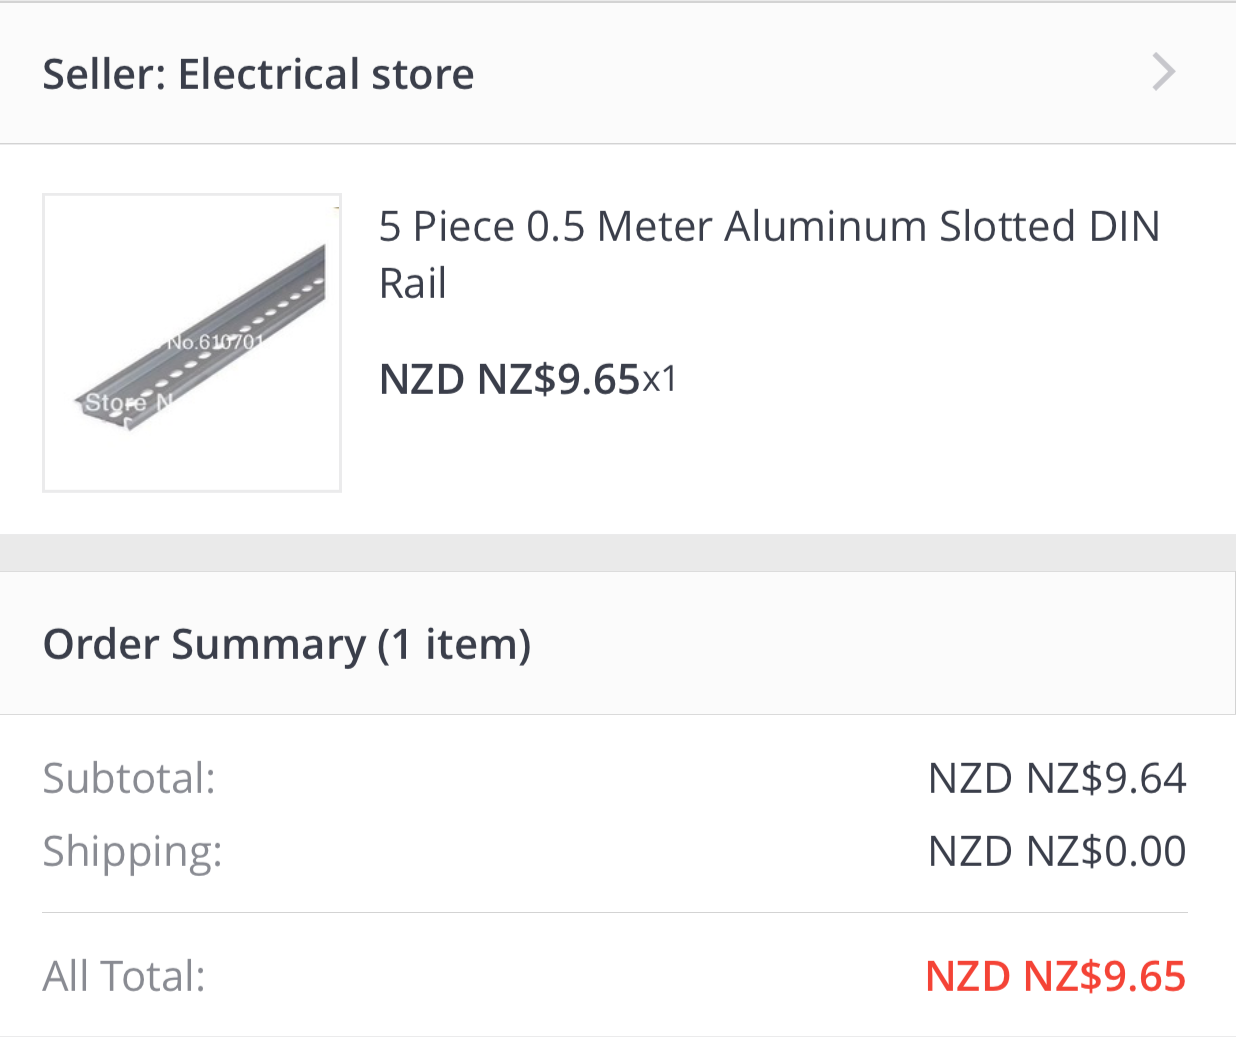 Seller: Electrical store
5 Piece 0.5 Meter Aluminum Slotted DIN
Rail
No.610701
Store N
NZD NZ$9.65x1
Order Summary (1 item)
Subtotal: NZD NZ$9.64
Shipping: NZD NZ$0.00
All Total: NZD NZ$9.65